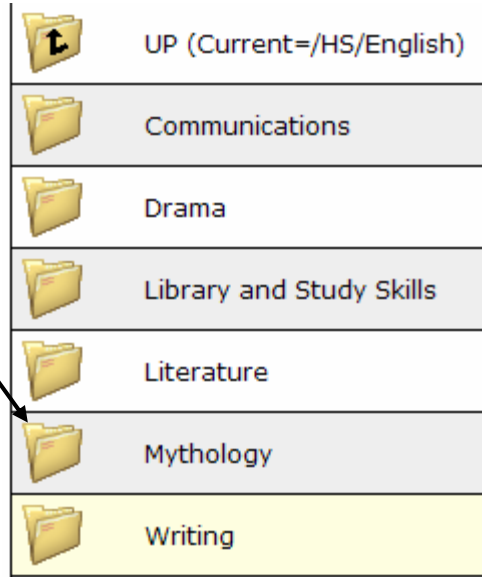 UP (Current=/HS/English)
Communications
Drama
Library and Study Skills
Literature
Mythology
Writing